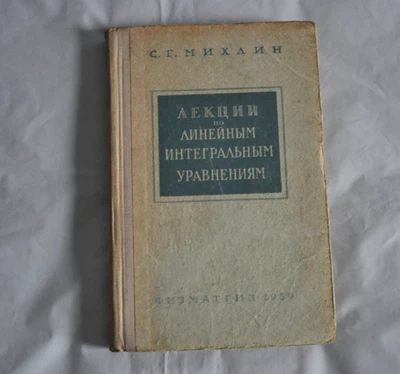 С. Г. МИХЛИН
ЛЕКЦИИ
ПО
ЛИНЕЙНЫМ
ИНТЕГРАЛЬНЫМ
УРАВНЕНИЯМ
ФИЗМАТГИЗ · 1959